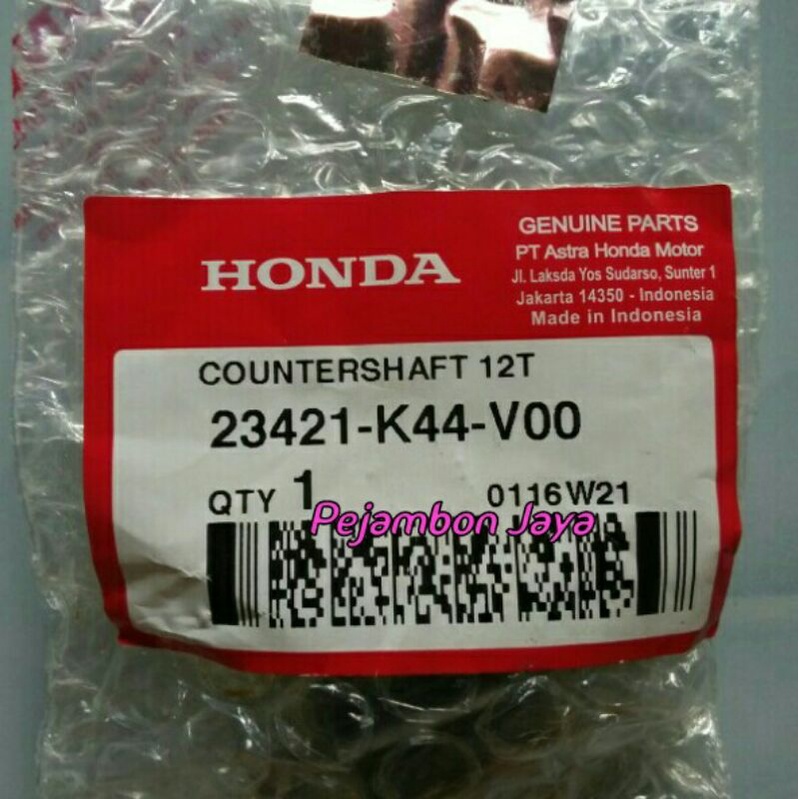 GENUINE PARTS
HONDA
PT Astra Honda Motor
Jl. Laksda Yos Sudarso, Sunter 1
Jakarta 14350 - Indonesia
Made in Indonesia
COUNTERSHAFT 12T
23421-K44-V00
QTY 1 0116W21
Pejambon Jaya